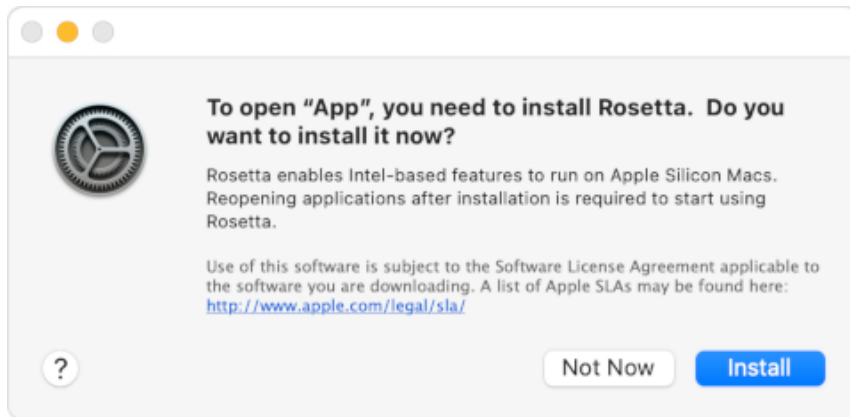 To open “App”, you need to install Rosetta.  Do you
want to install it now?
Rosetta enables Intel-based features to run on Apple Silicon Macs.
Reopening applications after installation is required to start using
Rosetta.
Use of this software is subject to the Software License Agreement applicable to
the software you are downloading. A list of Apple SLAs may be found here:
http://www.apple.com/legal/sla/
?
Not Now
Install